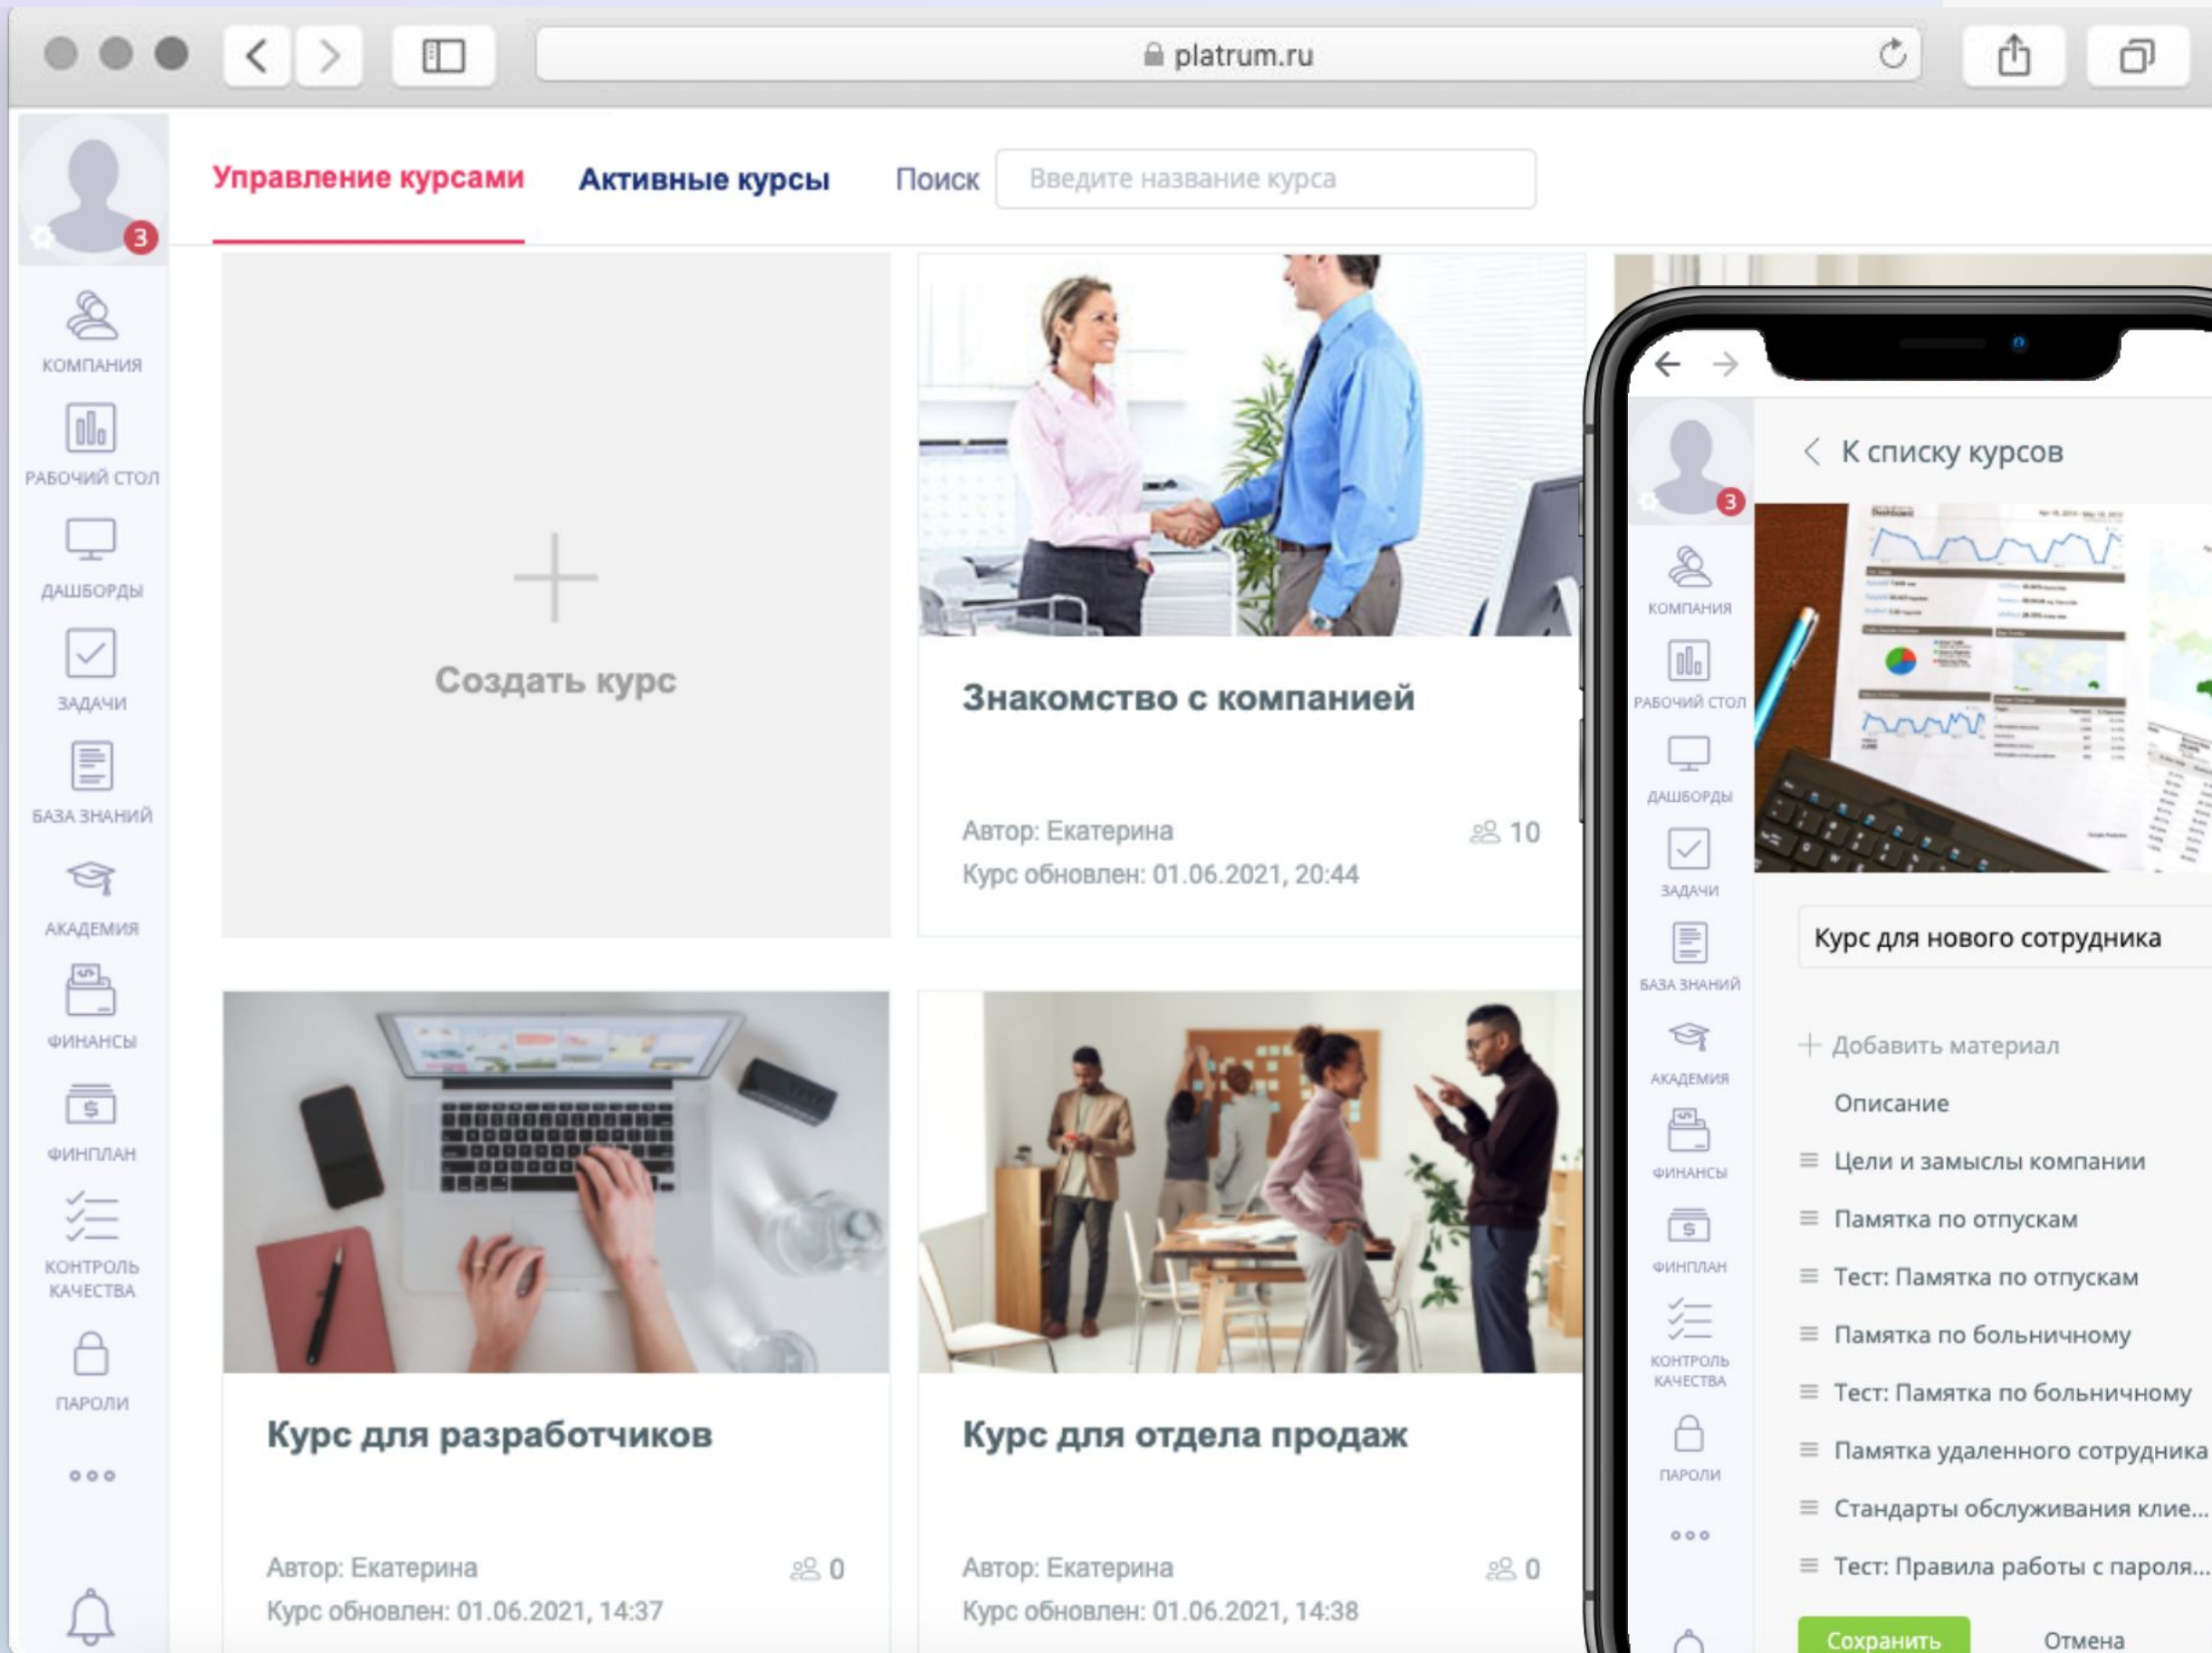 platrum.ru
Управление курсами
Активные курсы
Поиск
Введите название курса
3
КОМПАНИЯ
РАБОЧИЙ СТОЛ
ДАШБОРДЫ
ЗАДАЧИ
БАЗА ЗНАНИЙ
АКАДЕМИЯ
ФИНАНСЫ
ФИНПЛАН
КОНТРОЛЬ
КАЧЕСТВА
ПАРОЛИ
Создать курс
Знакомство с компанией
Автор: Екатерина
10
Курс обновлен: 01.06.2021, 20:44
Курс для разработчиков
Автор: Екатерина
0
Курс обновлен: 01.06.2021, 14:37
Курс для отдела продаж
Автор: Екатерина
0
Курс обновлен: 01.06.2021, 14:38
3
КОМПАНИЯ
РАБОЧИЙ СТОЛ
ДАШБОРДЫ
ЗАДАЧИ
БАЗА ЗНАНИЙ
АКАДЕМИЯ
ФИНАНСЫ
ФИНПЛАН
КОНТРОЛЬ
КАЧЕСТВА
ПАРОЛИ
К списку курсов
Dashboard
Курс для нового сотрудника
Добавить материал
Описание
Цели и замыслы компании
Памятка по отпускам
Тест: Памятка по отпускам
Памятка по больничному
Тест: Памятка по больничному
Памятка удаленного сотрудника
Стандарты обслуживания клие...
Тест: Правила работы с пароля...
Сохранить
Отмена